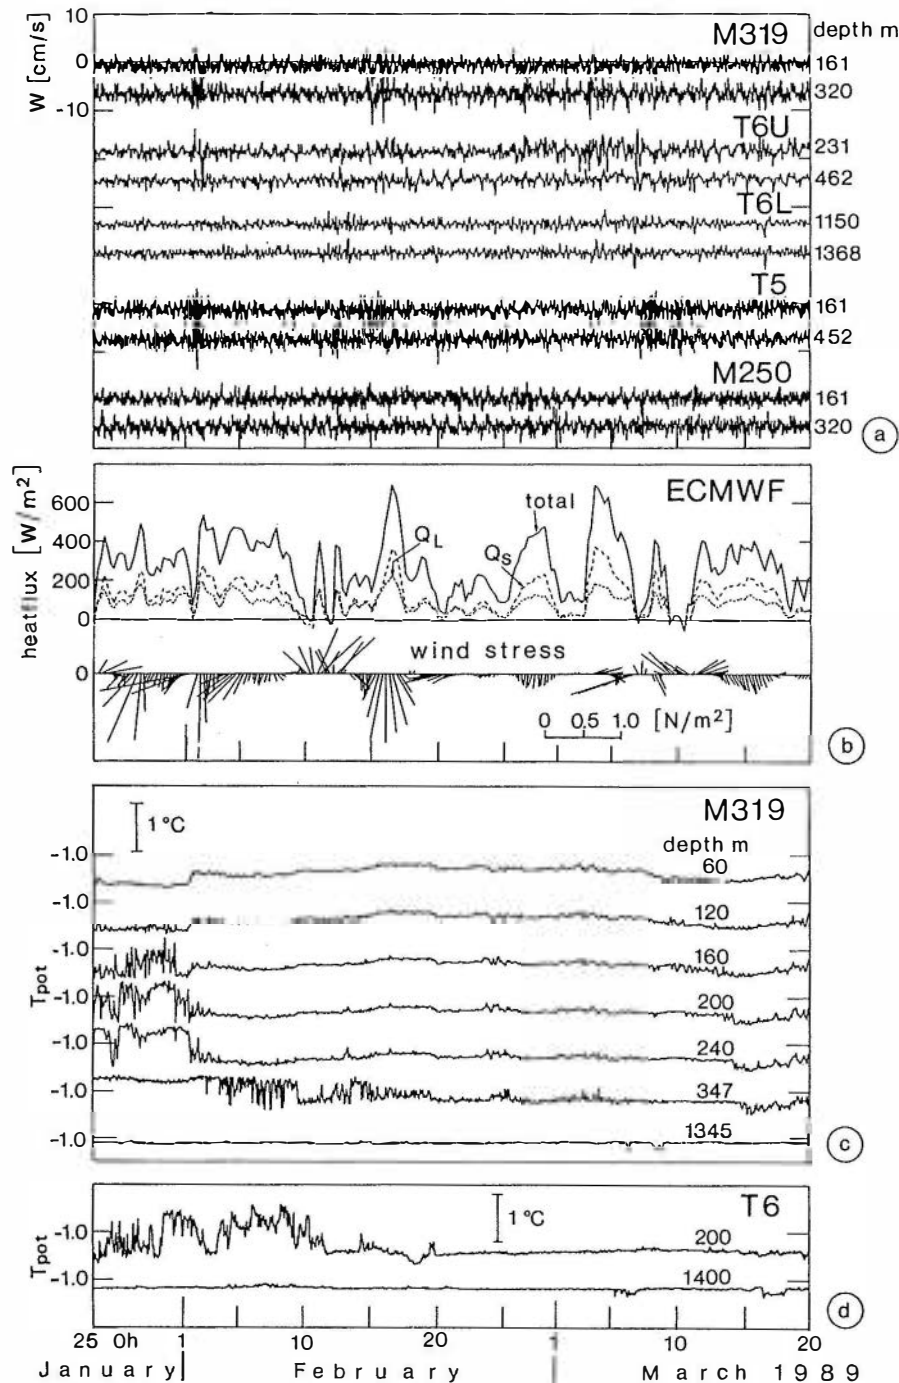 10
M319 depth m
W [cm/s]
0
161
-10
320
T6U
231
462
T6L
1150
1368
T5
161
452
M250
161
320
a
heatflux [W/m²]
600
ECMWF
total
400
QL
Qs
200
0
wind stress
0
0 0.5 1.0 [N/m²]
b
M319
1°C
depth m
-1.0
60
-1.0
120
-1.0
160
Tpot
-1.0
200
-1.0
240
-1.0
347
-1.0
1345
c
T6
1°C
Tpot
-1.0
200
-1.0
1400
d
25 0h 1 10 20 1 10 20
January February March 1989